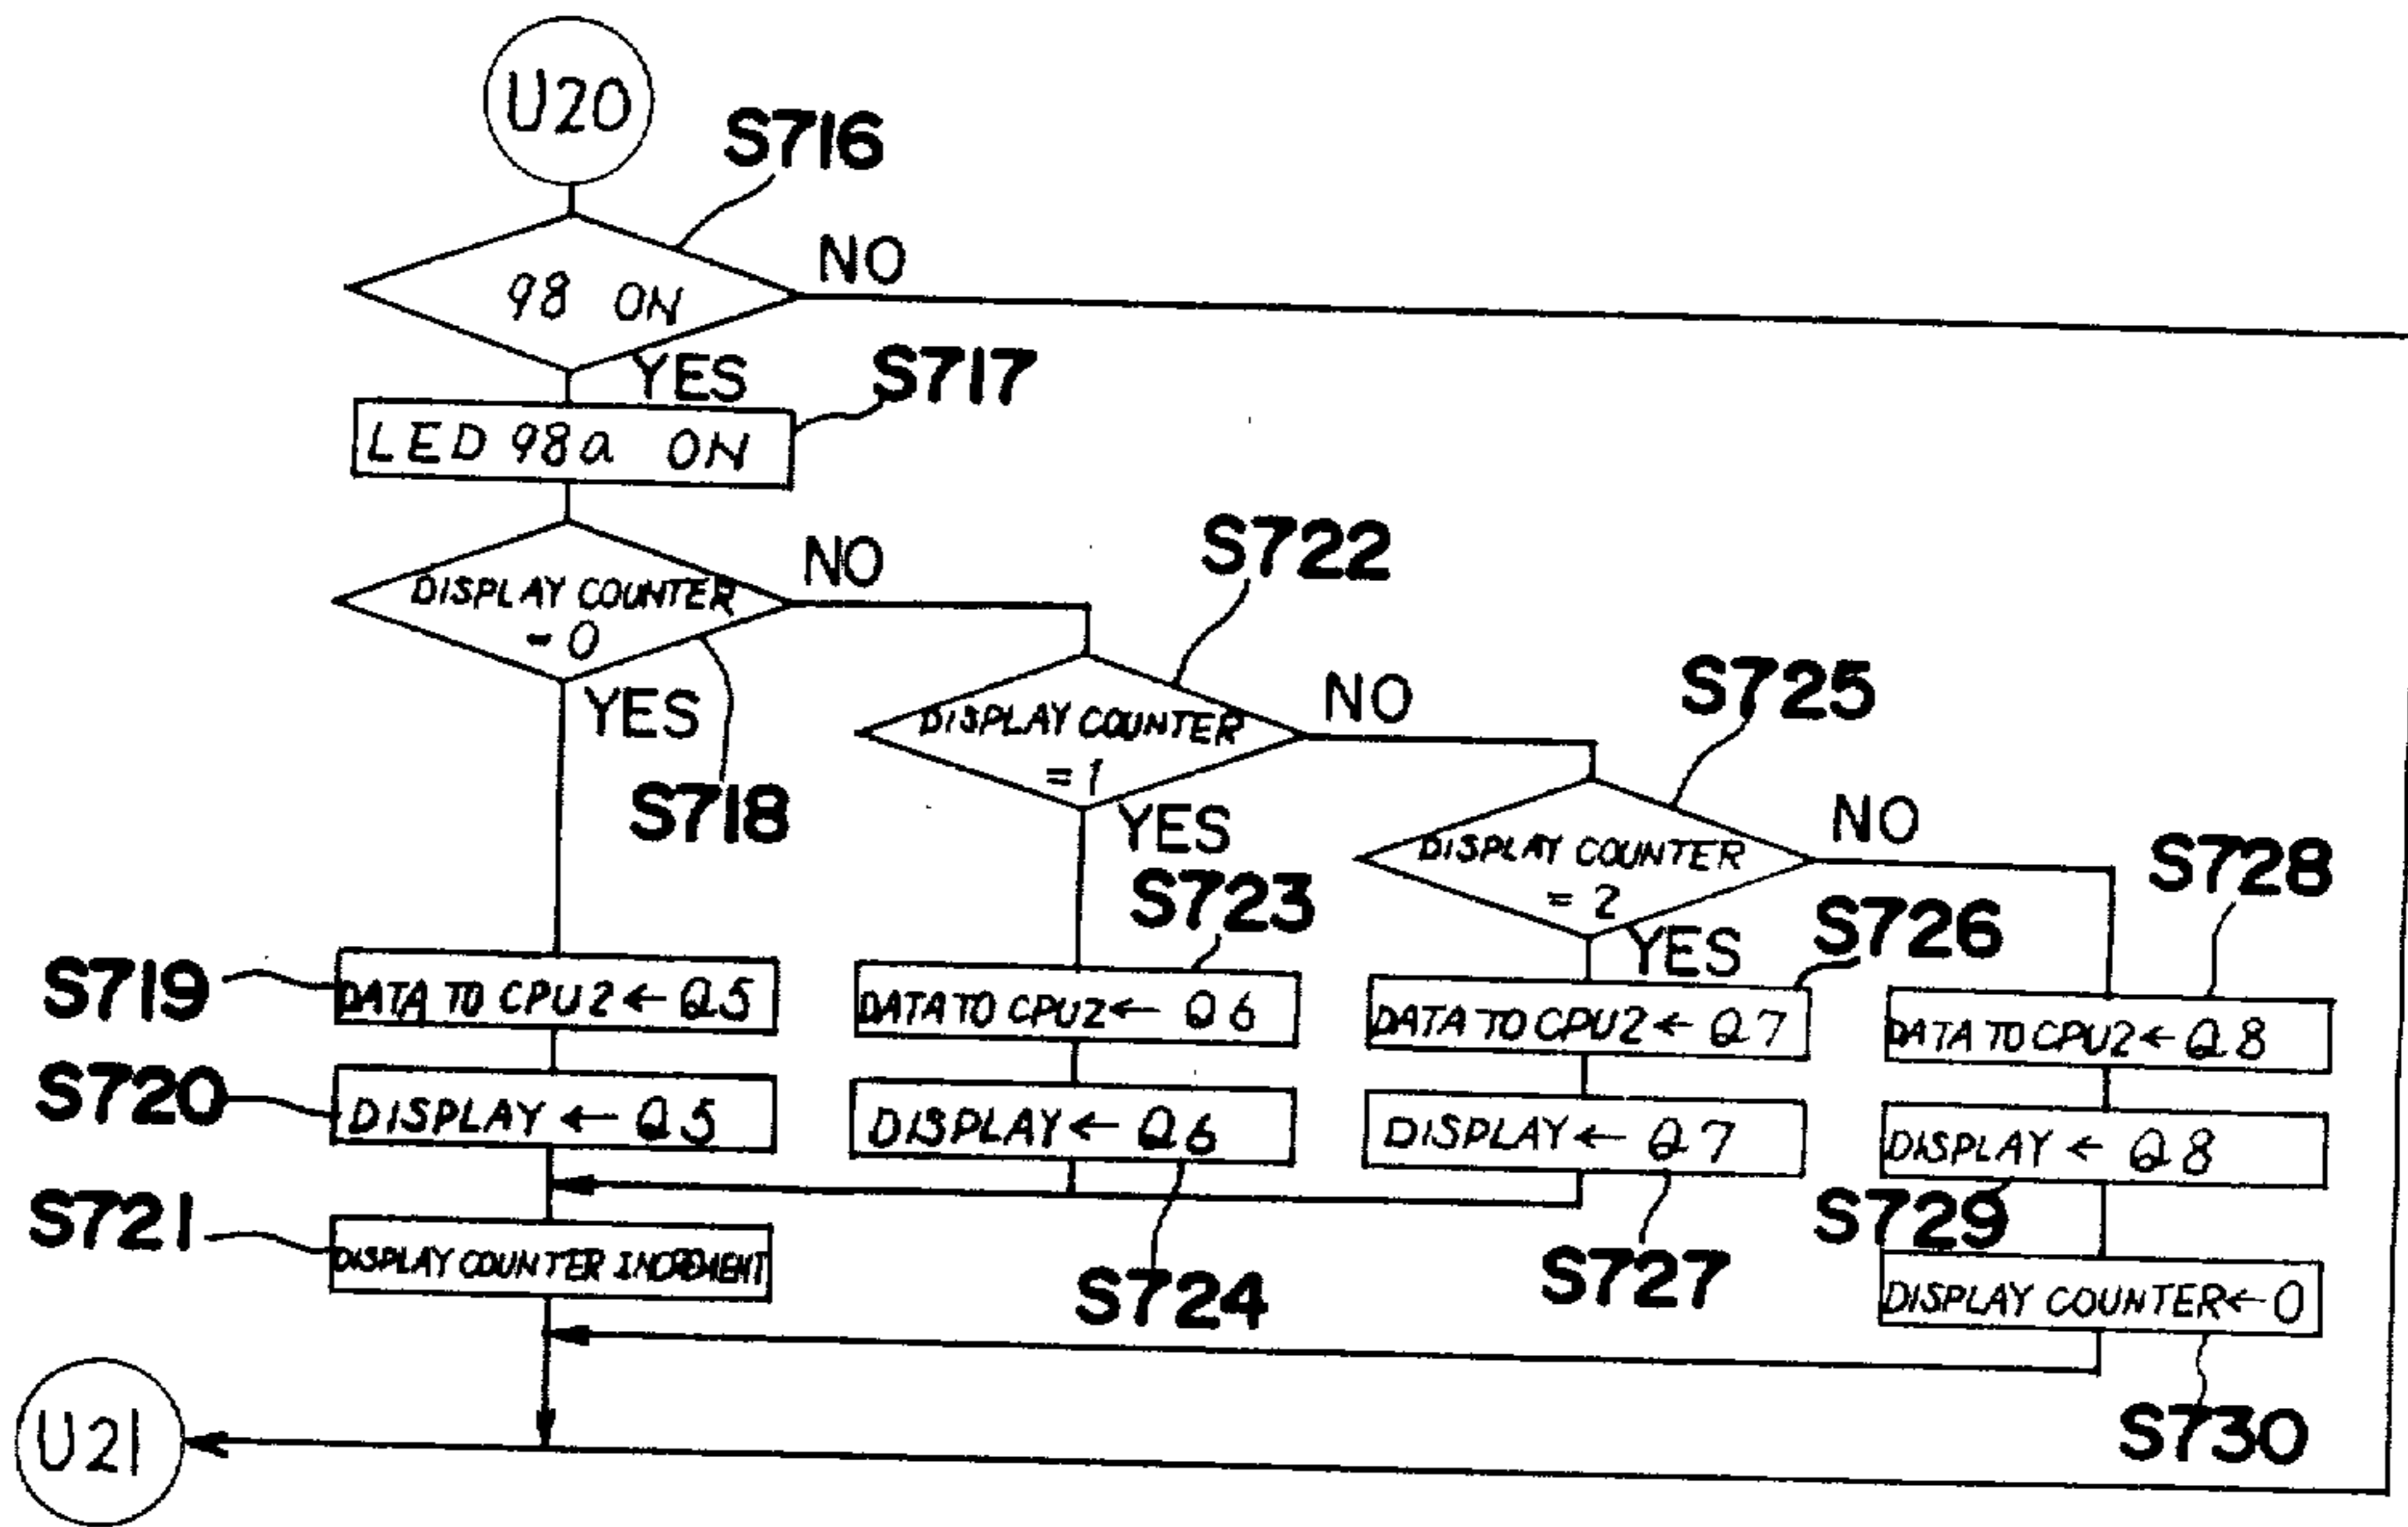 U20
S716
98 ON
NO
YES
S717
LED 98a ON
DISPLAY COUNTER
= 0
NO
YES
S718
S722
DISPLAY COUNTER
= 1
NO
YES
S725
DISPLAY COUNTER
= 2
NO
YES
S719
DATA TO CPU2 ← Q5
S723
DATA TO CPU2 ← Q6
S726
DATA TO CPU2 ← Q7
S728
DATA TO CPU2 ← Q8
S720
DISPLAY ← Q5
DISPLAY ← Q6
DISPLAY ← Q7
DISPLAY ← Q8
S721
DISPLAY COUNTER INCREMENT
S724
S727
S729
DISPLAY COUNTER ← 0
S730
U21